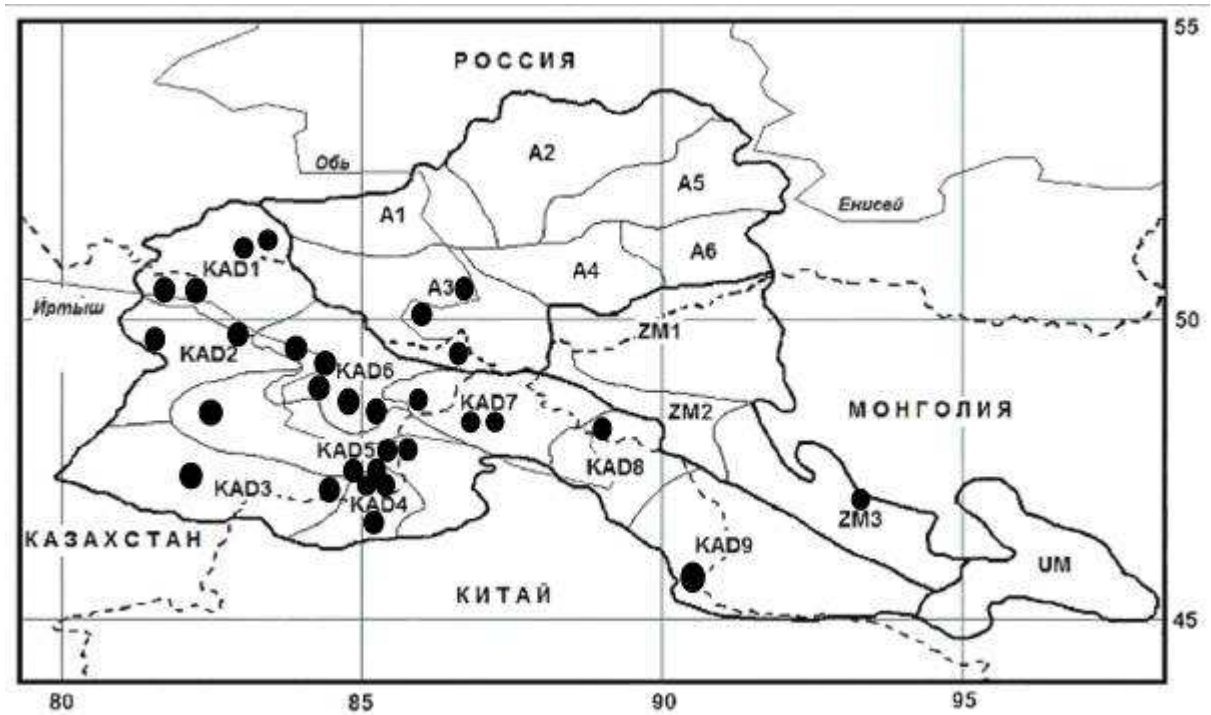 55
РОССИЯ
A2
Обь
A5
A1
Енисей
A6
KAD1
A4
A3
Иртыш
50
ZM1
KAD2
KAD6
МОНГОЛИЯ
KAD7
ZM2
KAD5
KAD8
KAD3
KAD4
ZM3
КАЗАХСТАН
KAD9
UM
КИТАЙ
45
80
85
90
95